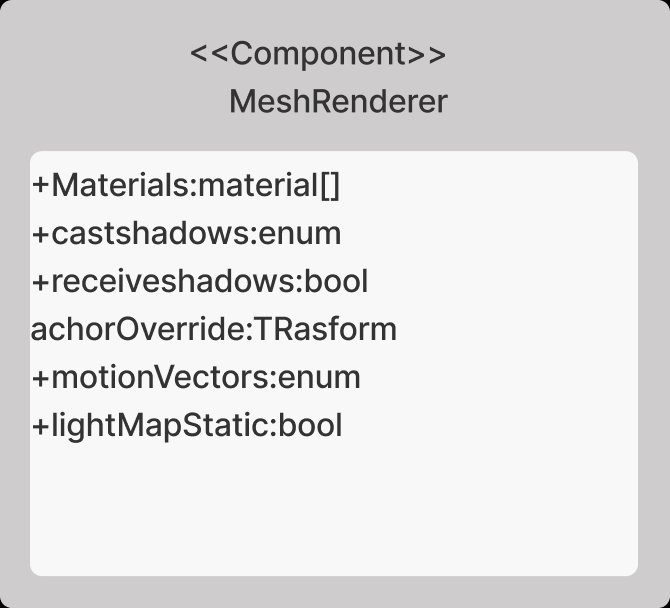 <<Component>>
MeshRenderer
+Materials:material[]
+castshadows:enum
+receiveshadows:bool
achorOverride:TRasform
+motionVectors:enum
+lightMapStatic:bool